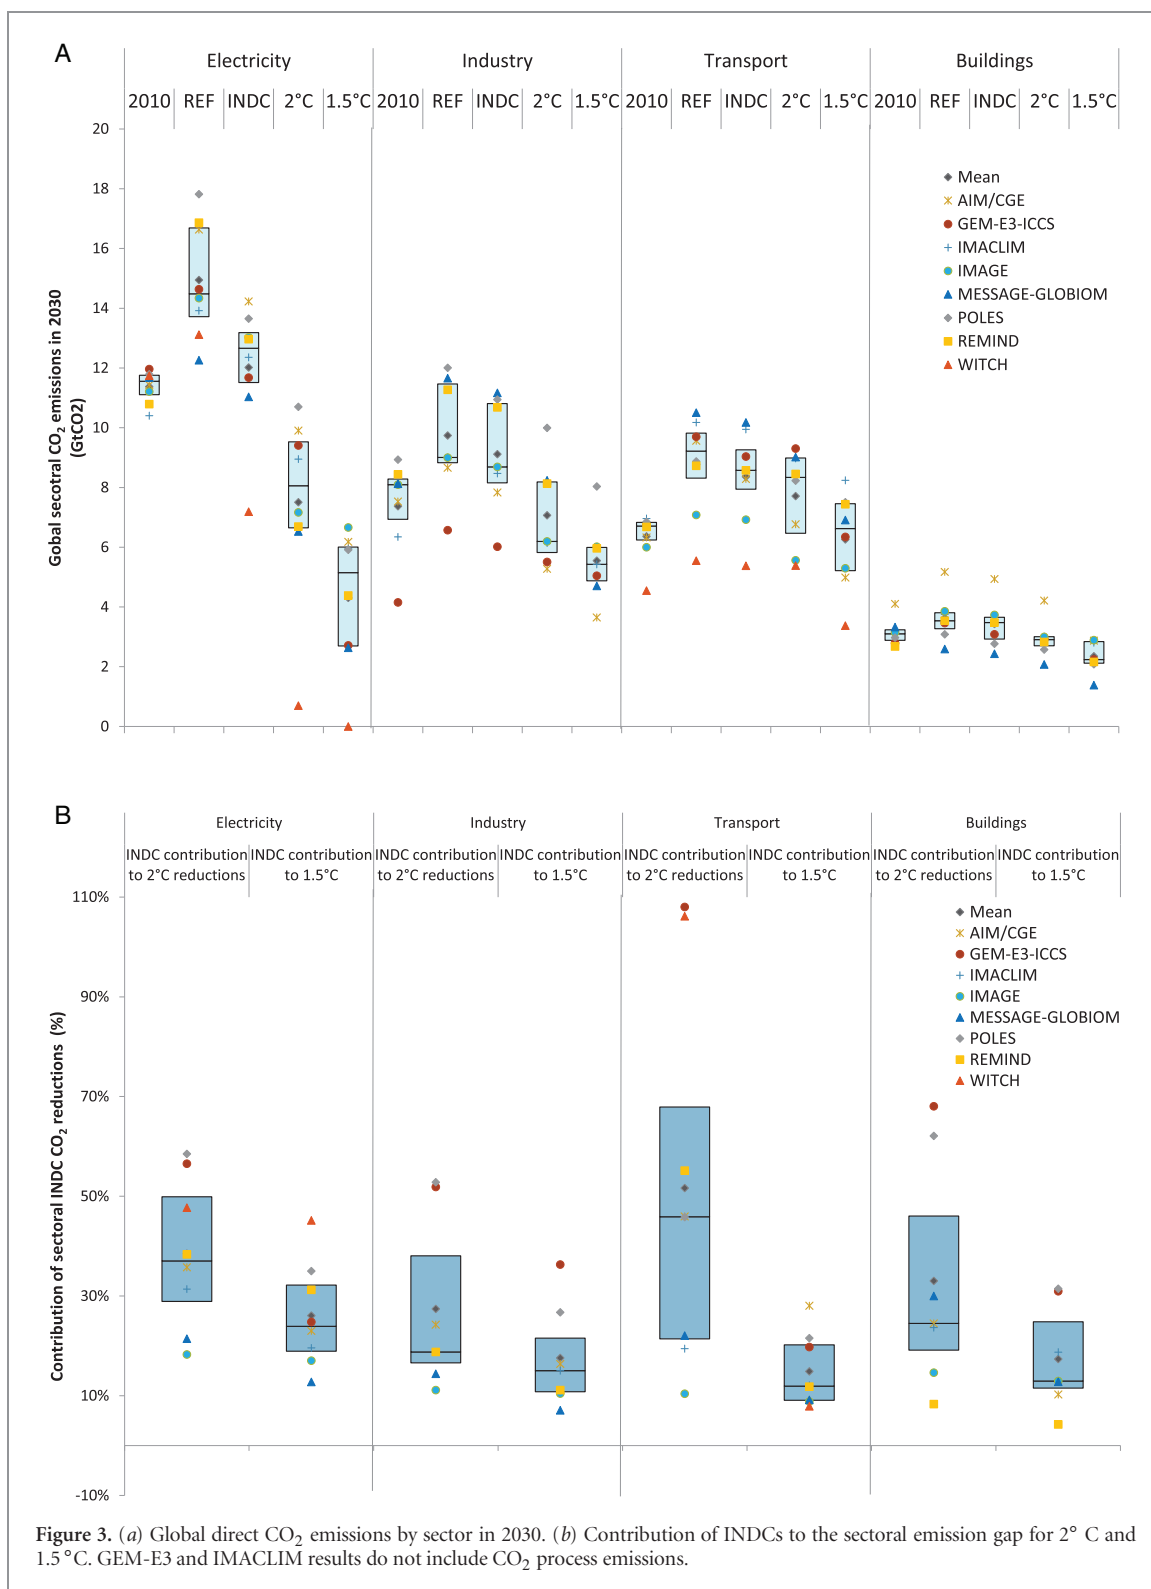 A
Electricity Industry Transport Buildings
2010 REF INDC 2°C 1.5°C 2010 REF INDC 2°C 1.5°C 2010 REF INDC 2°C 1.5°C 2010 REF INDC 2°C 1.5°C
20
18
16
14
12
10
8
6
4
2
0
Gobal secotral CO2 emissions in 2030
(GtCO2)
Mean
AIM/CGE
GEM-E3-ICCS
IMACLIM
IMAGE
MESSAGE-GLOBIOM
POLES
REMIND
WITCH
B
Electricity Industry Transport Buildings
INDC contribution INDC contribution INDC contribution INDC contribution INDC contribution INDC contribution INDC contribution INDC contribution
to 2°C reductions to 1.5°C to 2°C reductions to 1.5°C to 2°C reductions to 1.5°C to 2°C reductions to 1.5°C
110%
90%
70%
50%
30%
10%
-10%
Contribution of sectoral INDC CO2 reductions (%)
Mean
AIM/CGE
GEM-E3-ICCS
IMACLIM
IMAGE
MESSAGE-GLOBIOM
POLES
REMIND
WITCH
Figure 3. (a) Global direct CO2 emissions by sector in 2030. (b) Contribution of INDCs to the sectoral emission gap for 2° C and
1.5 °C. GEM-E3 and IMACLIM results do not include CO2 process emissions.